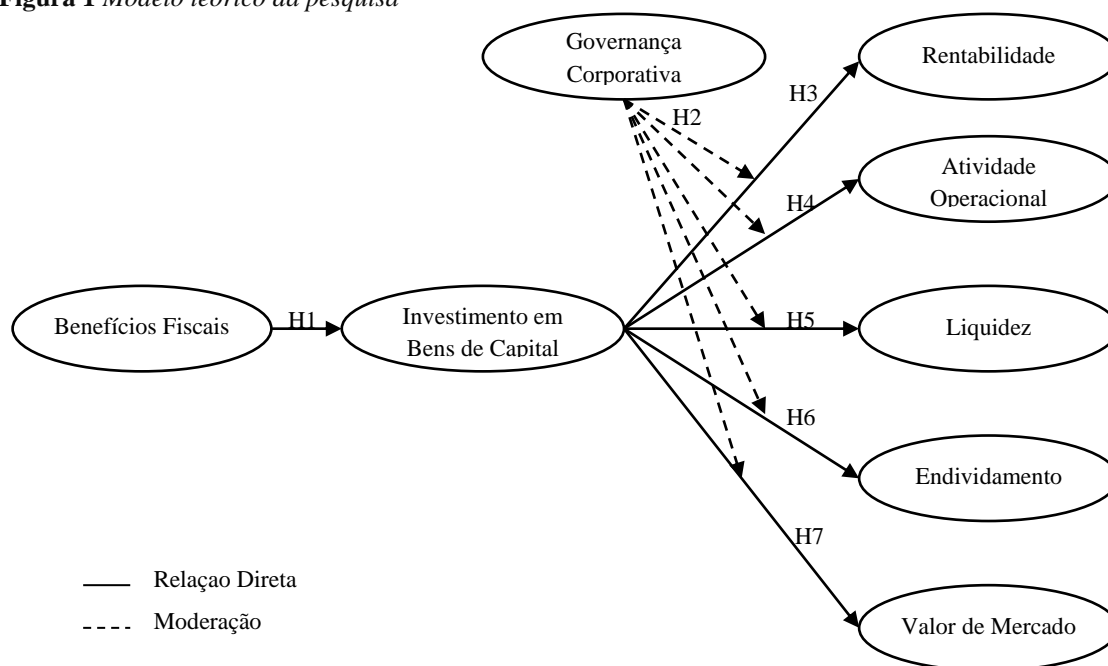 Figura 1 Modelo teórico da pesquisa
Governança
Corporativa
Rentabilidade
H3
H2
Atividade
Operacional
H4
Benefícios Fiscais
H1
Investimento em
Bens de Capital
H5
Liquidez
H6
Endividamento
H7
Relaçao Direta
Moderação
Valor de Mercado